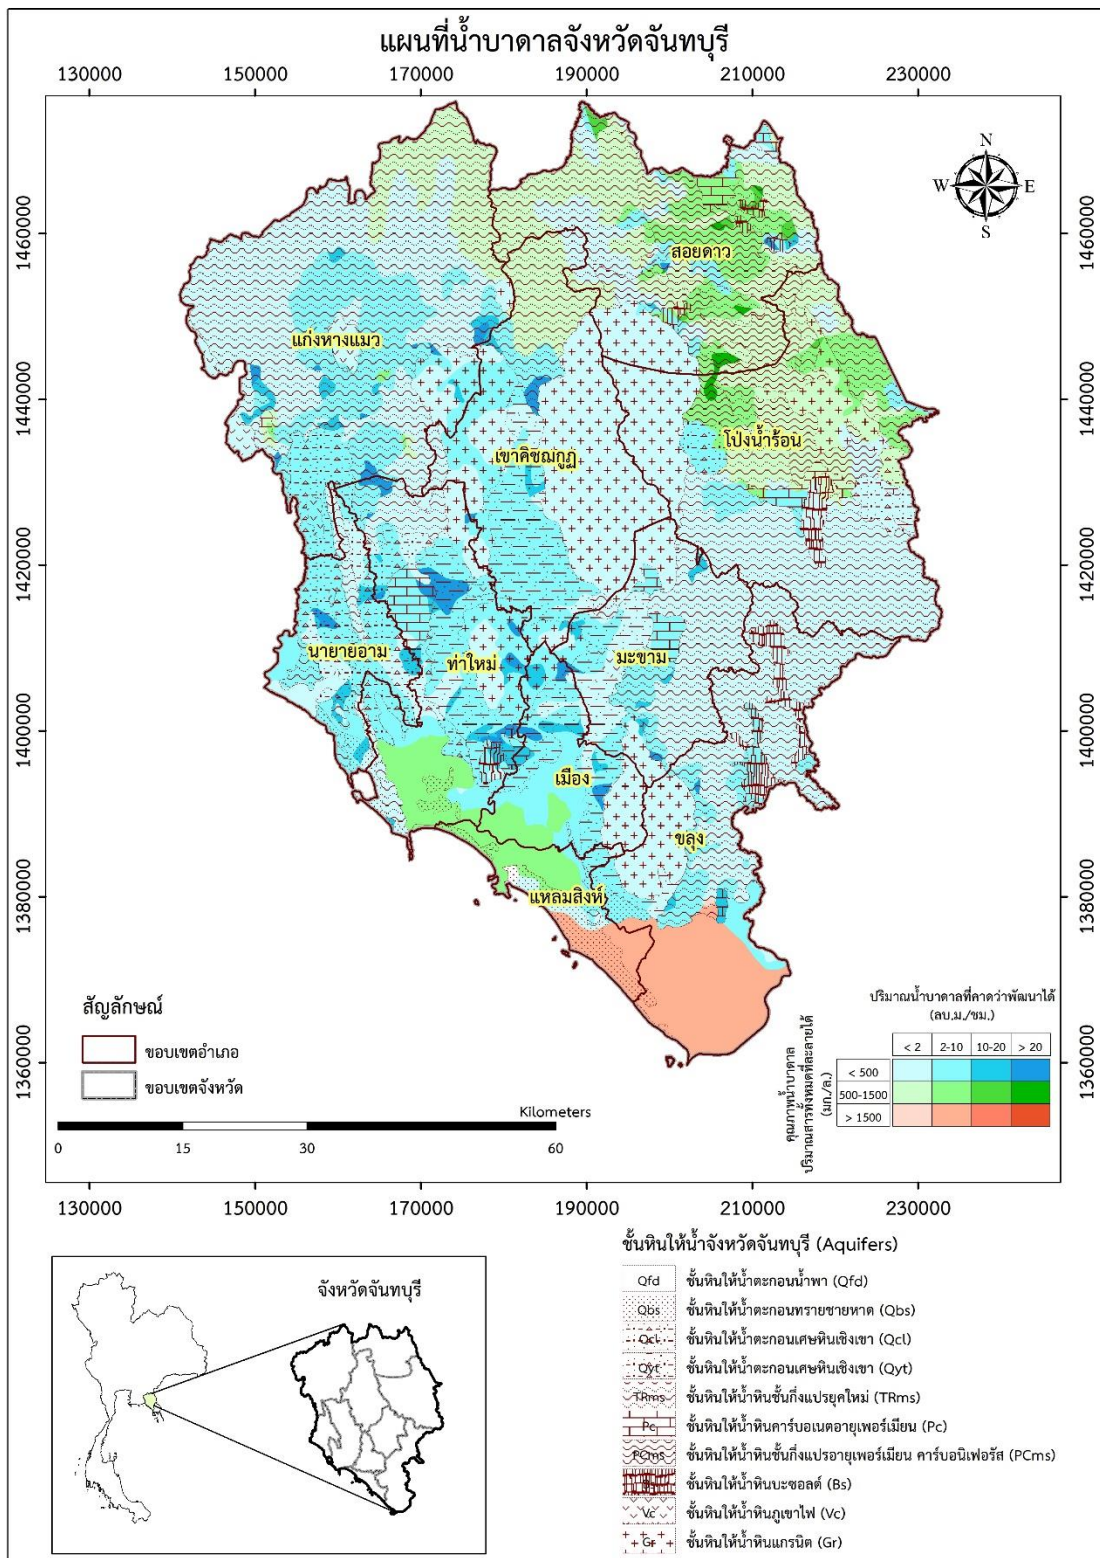 แผนที่น้ำบาดาลจังหวัดจันทบุรี
130000 150000 170000 190000 210000 230000
N
W E
S
1460000 1460000
สอยดาว
แก่งหางแมว
1440000 1440000
โป่งน้ำร้อน
เขาคิชฌกูฏ
1420000 1420000
นายายอาม
ท่าใหม่
มะขาม
1400000 1400000
เมือง
ขลุง
1380000 1380000
แหลมสิงห์
1360000 1360000
สัญลักษณ์
ขอบเขตอำเภอ
ขอบเขตจังหวัด
Kilometers
0 15 30 60
ปริมาณน้ำบาดาลที่คาดว่าพัฒนาได้
(ลบ.ม./ชม.)
< 2 2-10 10-20 > 20
คุณภาพน้ำบาดาล
ปริมาณสารทั้งหมดที่ละลายได้
(มก./ล.)
< 500
500-1500
> 1500
130000 150000 170000 190000 210000 230000
จังหวัดจันทบุรี
ชั้นหินให้น้ำจังหวัดจันทบุรี (Aquifers)
Qfd ชั้นหินให้น้ำตะกอนน้ำพา (Qfd)
Qbs ชั้นหินให้น้ำตะกอนทรายชายหาด (Qbs)
Qcl ชั้นหินให้น้ำตะกอนเศษหินเชิงเขา (Qcl)
Qyt ชั้นหินให้น้ำตะกอนเศษหินเชิงเขา (Qyt)
TRms ชั้นหินให้น้ำหินชั้นกึ่งแปรยุคใหม่ (TRms)
Pc ชั้นหินให้น้ำหินคาร์บอเนตอายุเพอร์เมียน (Pc)
PCms ชั้นหินให้น้ำหินชั้นกึ่งแปรอายุเพอร์เมียน คาร์บอนิเฟอรัส (PCms)
Bs ชั้นหินให้น้ำหินบะซอลต์ (Bs)
Vc ชั้นหินให้น้ำหินภูเขาไฟ (Vc)
Gr ชั้นหินให้น้ำหินแกรนิต (Gr)